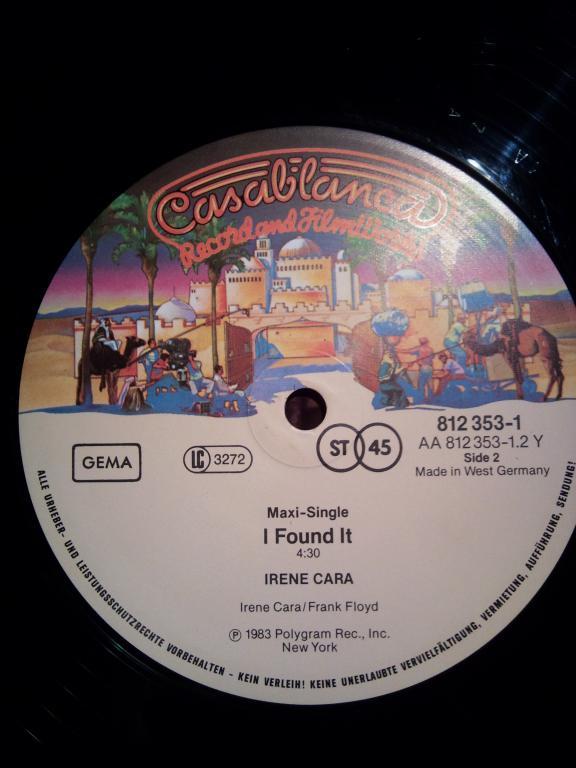 Casablanca
Record and FilmWorks
812 353-1
AA 812 353-1.2 Y
Side 2
Made in West Germany
GEMA
LC 3272
ST 45
Maxi-Single
I Found It
4:30
IRENE CARA
Irene Cara/Frank Floyd
℗ 1983 Polygram Rec., Inc.
New York
ALLE URHEBER- UND LEISTUNGSSCHUTZRECHTE VORBEHALTEN - KEIN VERLEIH! KEINE UNERLAUBTE VERVIELFÄLTIGUNG, VERMIETUNG, AUFFÜHRUNG, SENDUNG!